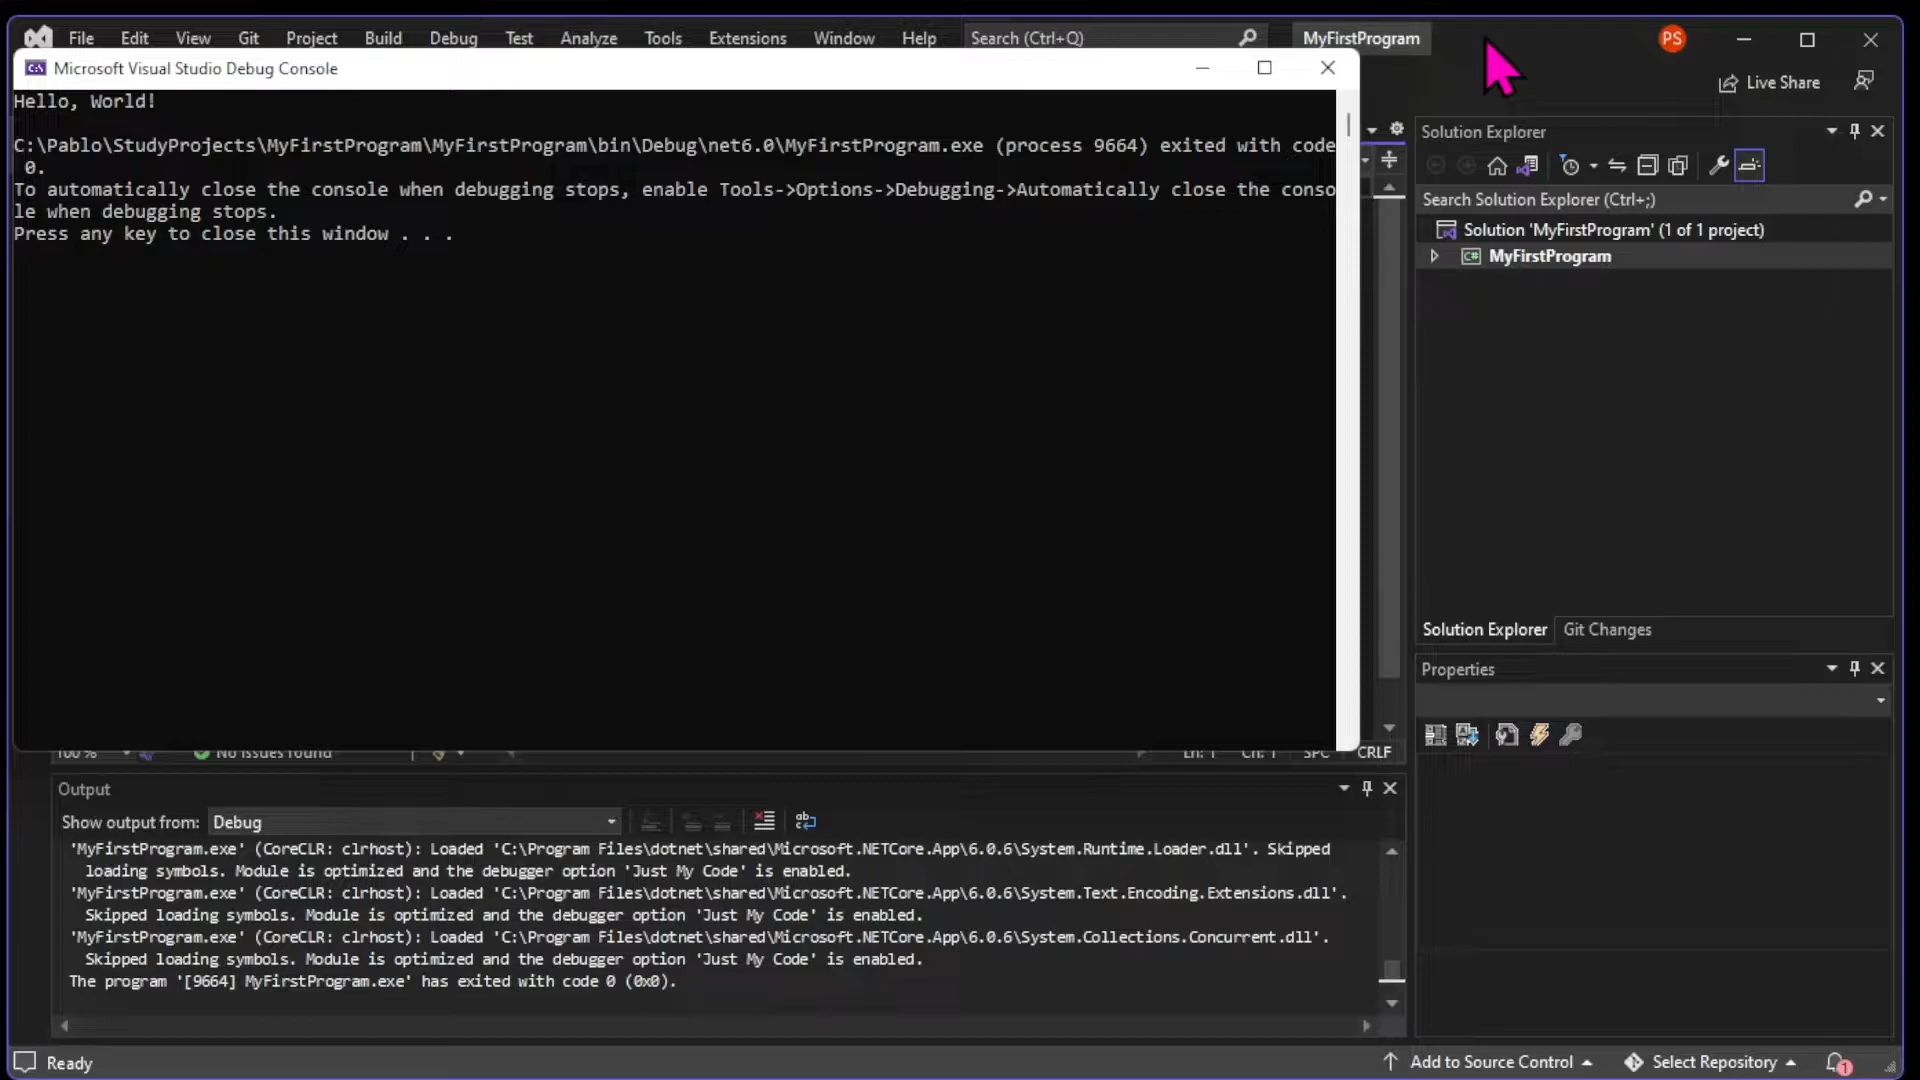 File Edit View Git Project Build Debug Test Analyze Tools Extensions Window Help Search (Ctrl+Q) MyFirstProgram PS
Microsoft Visual Studio Debug Console
Live Share
Hello, World!
C:\Pablo\StudyProjects\MyFirstProgram\MyFirstProgram\bin\Debug\net6.0\MyFirstProgram.exe (process 9664) exited with code
0.
To automatically close the console when debugging stops, enable Tools->Options->Debugging->Automatically close the conso
le when debugging stops.
Press any key to close this window . . .
Solution Explorer
Search Solution Explorer (Ctrl+;)
Solution 'MyFirstProgram' (1 of 1 project)
C# MyFirstProgram
Solution Explorer Git Changes
Properties
100 % No issues found Ln: 1 Ch: 1 SPC CRLF
Output
Show output from: Debug
'MyFirstProgram.exe' (CoreCLR: clrhost): Loaded 'C:\Program Files\dotnet\shared\Microsoft.NETCore.App\6.0.6\System.Runtime.Loader.dll'. Skipped
loading symbols. Module is optimized and the debugger option 'Just My Code' is enabled.
'MyFirstProgram.exe' (CoreCLR: clrhost): Loaded 'C:\Program Files\dotnet\shared\Microsoft.NETCore.App\6.0.6\System.Text.Encoding.Extensions.dll'.
Skipped loading symbols. Module is optimized and the debugger option 'Just My Code' is enabled.
'MyFirstProgram.exe' (CoreCLR: clrhost): Loaded 'C:\Program Files\dotnet\shared\Microsoft.NETCore.App\6.0.6\System.Collections.Concurrent.dll'.
Skipped loading symbols. Module is optimized and the debugger option 'Just My Code' is enabled.
The program '[9664] MyFirstProgram.exe' has exited with code 0 (0x0).
Ready Add to Source Control Select Repository 1